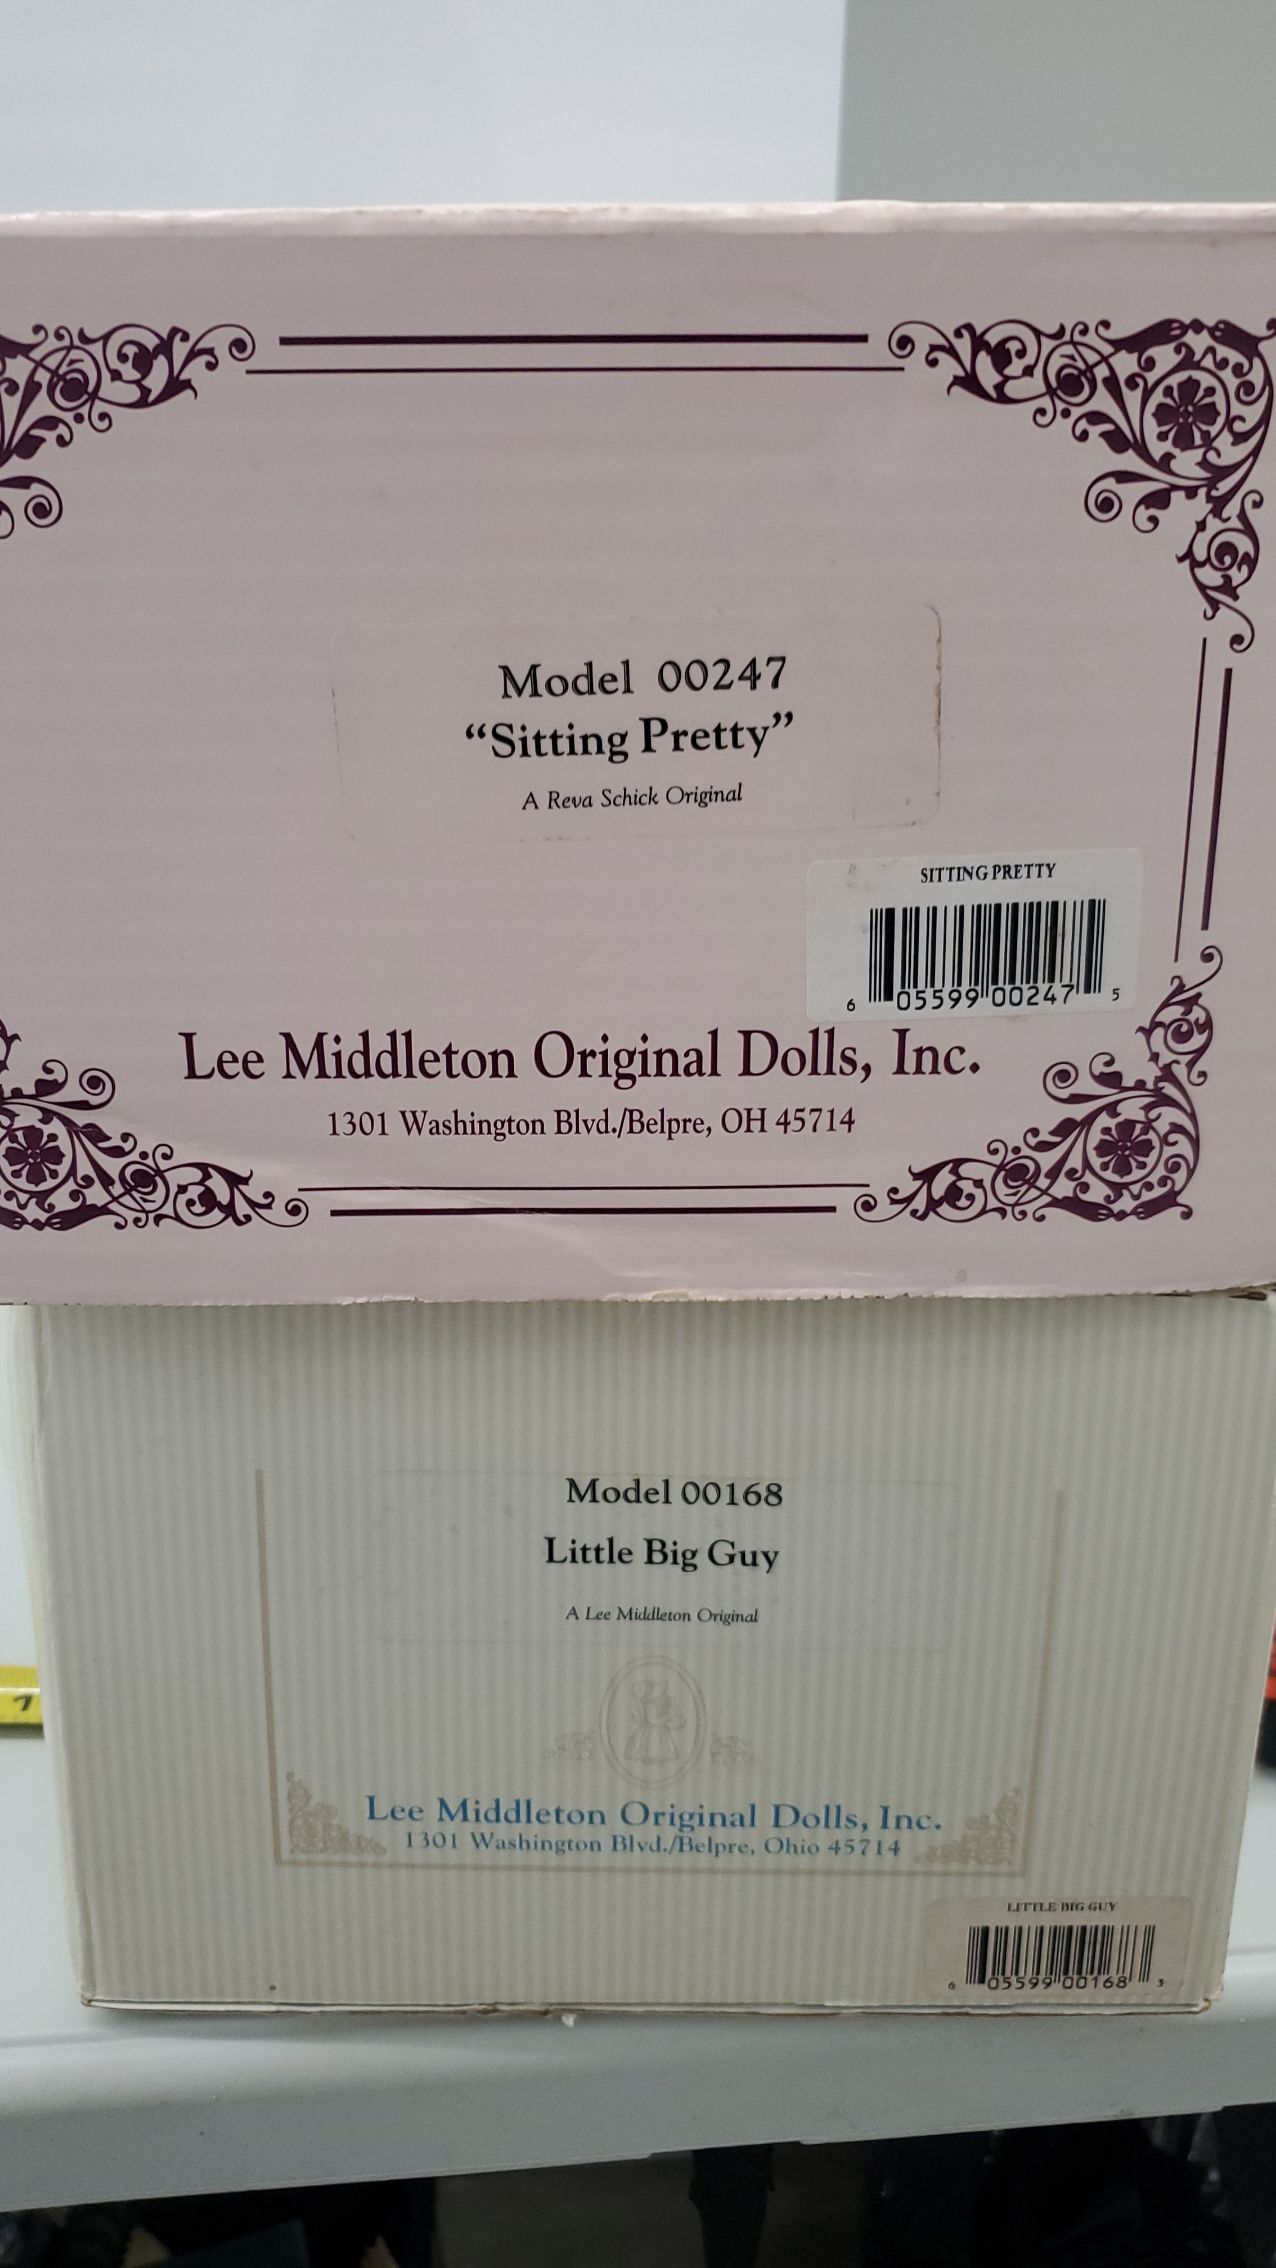 Model 00247
“Sitting Pretty”
A Reva Schick Original
SITTING PRETTY
6 05599 00247 5
Lee Middleton Original Dolls, Inc.
1301 Washington Blvd./Belpre, OH 45714
Model 00168
Little Big Guy
A Lee Middleton Original
7
Lee Middleton Original Dolls, Inc.
1301 Washington Blvd./Belpre, Ohio 45714
LITTLE BIG GUY
6 05599 00168 3